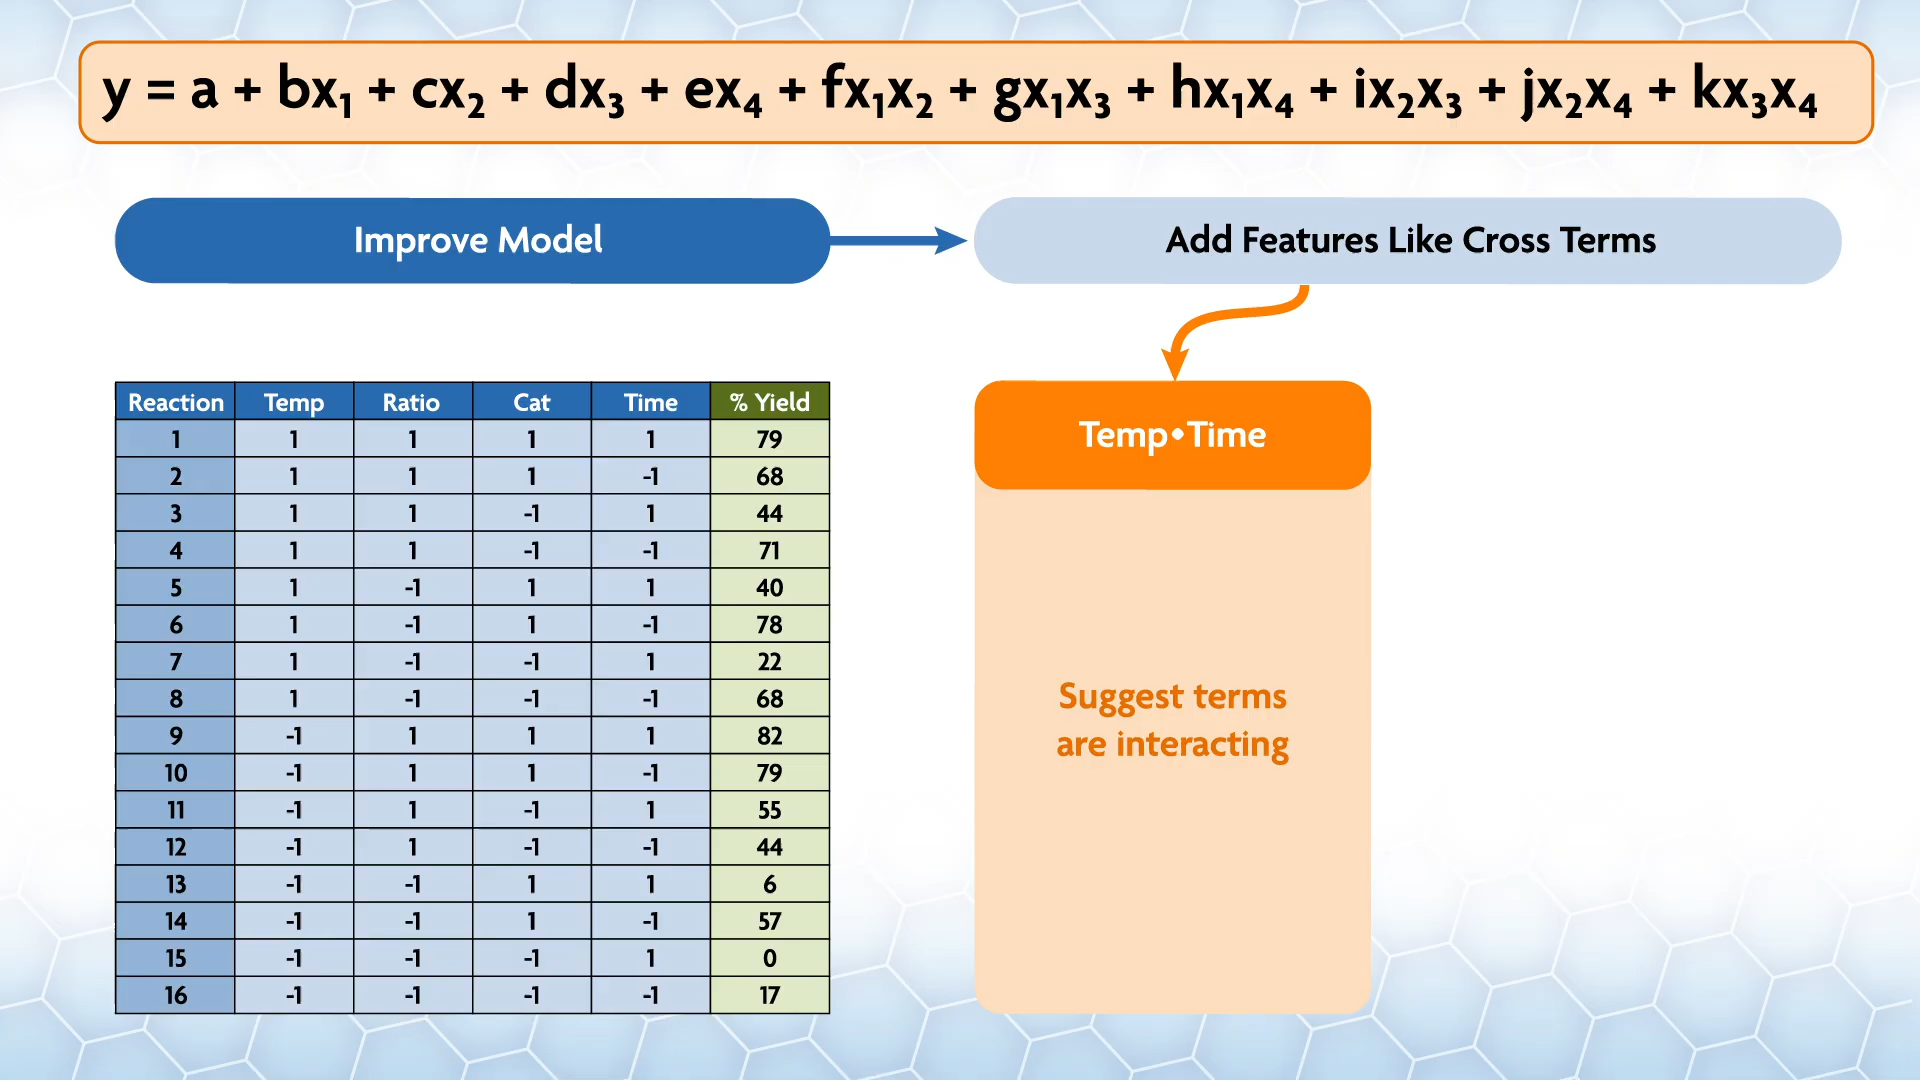 y = a + bx₁ + cx₂ + dx₃ + ex₄ + fx₁x₂ + gx₁x₃ + hx₁x₄ + ix₂x₃ + jx₂x₄ + kx₃x₄
Improve Model
Add Features Like Cross Terms
Reaction Temp Ratio Cat Time % Yield
1 1 1 1 1 79
2 1 1 1 -1 68
3 1 1 -1 1 44
4 1 1 -1 -1 71
5 1 -1 1 1 40
6 1 -1 1 -1 78
7 1 -1 -1 1 22
8 1 -1 -1 -1 68
9 -1 1 1 1 82
10 -1 1 1 -1 79
11 -1 1 -1 1 55
12 -1 1 -1 -1 44
13 -1 -1 1 1 6
14 -1 -1 1 -1 57
15 -1 -1 -1 1 0
16 -1 -1 -1 -1 17
Temp•Time
Suggest terms
are interacting